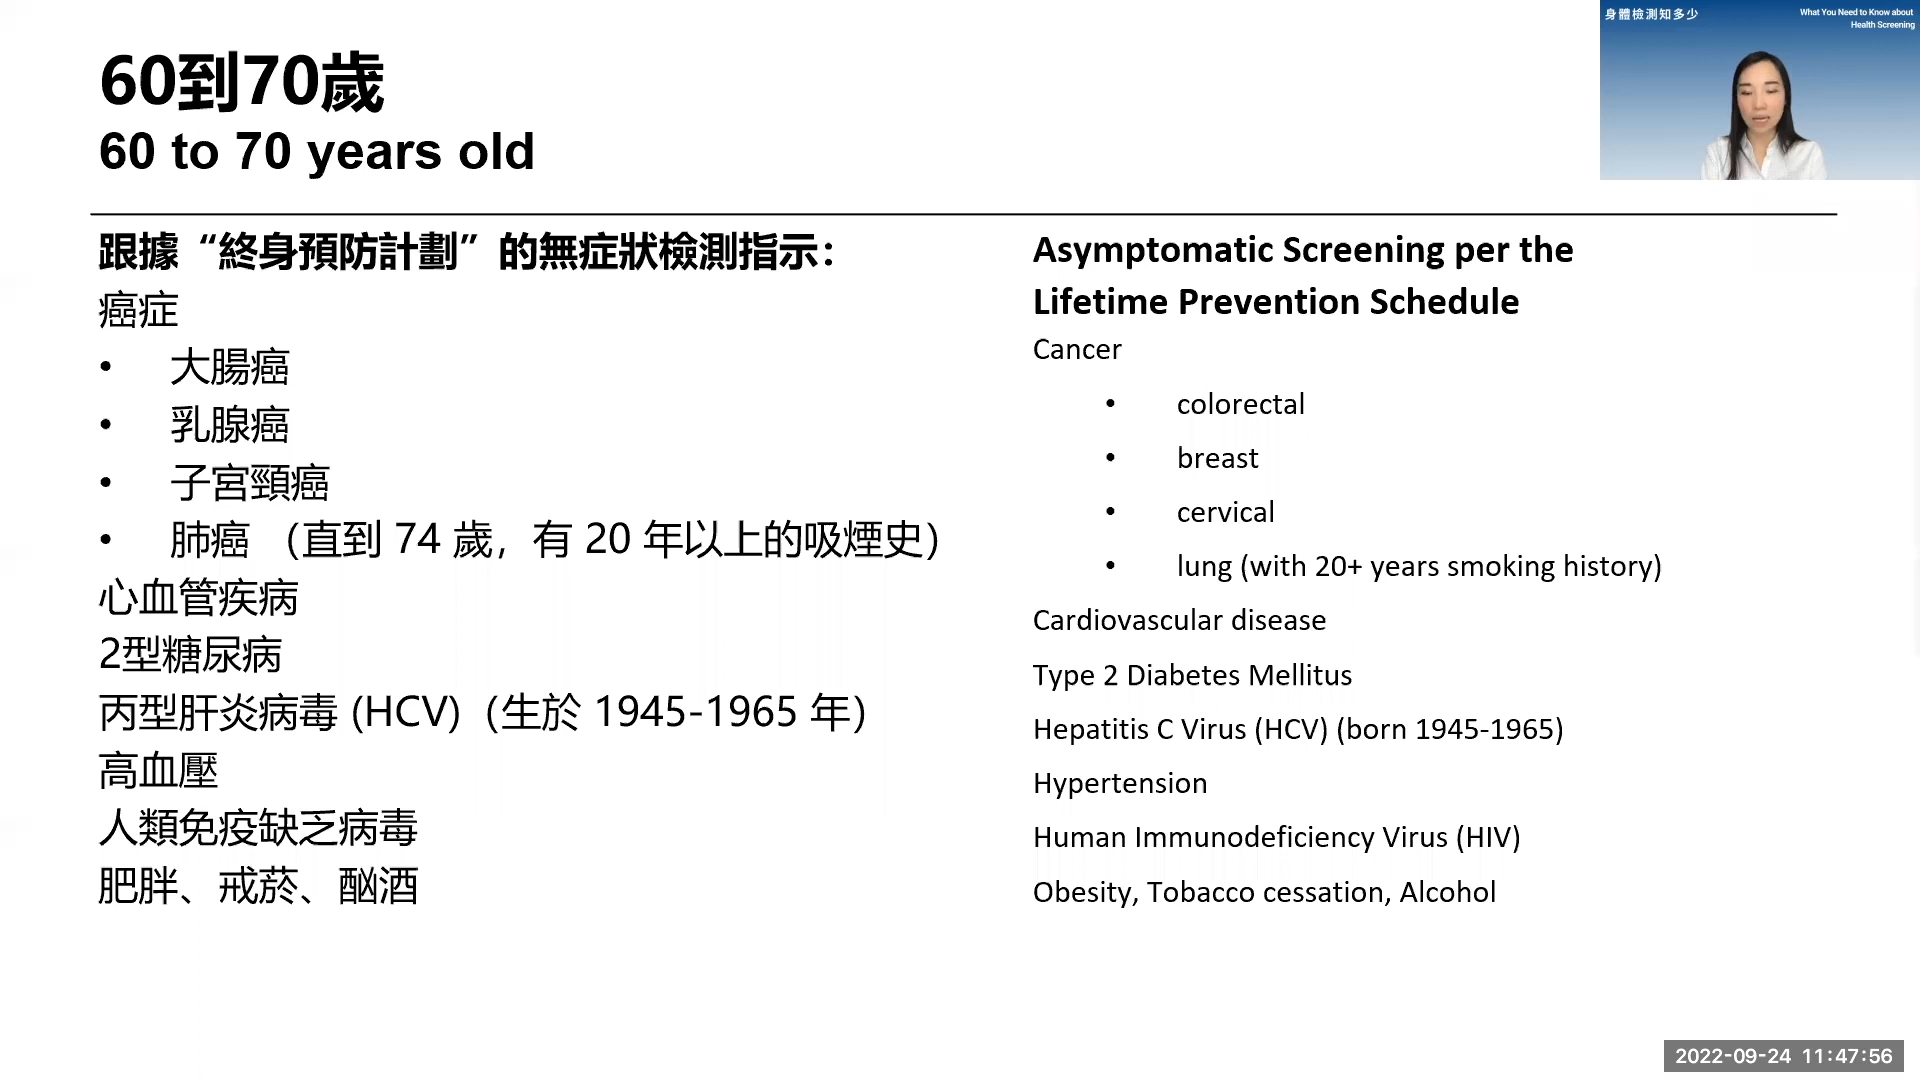 60到70歲
60 to 70 years old
身體檢測知多少
What You Need to Know about
Health Screening
跟據“終身預防計劃”的無症狀檢測指示：
癌症
• 大腸癌
• 乳腺癌
• 子宮頸癌
• 肺癌 （直到 74 歲，有 20 年以上的吸煙史）
心血管疾病
2型糖尿病
丙型肝炎病毒 (HCV)（生於 1945-1965 年）
高血壓
人類免疫缺乏病毒
肥胖、戒菸、酗酒
Asymptomatic Screening per the
Lifetime Prevention Schedule
Cancer
• colorectal
• breast
• cervical
• lung (with 20+ years smoking history)
Cardiovascular disease
Type 2 Diabetes Mellitus
Hepatitis C Virus (HCV) (born 1945-1965)
Hypertension
Human Immunodeficiency Virus (HIV)
Obesity, Tobacco cessation, Alcohol
2022-09-24 11:47:56